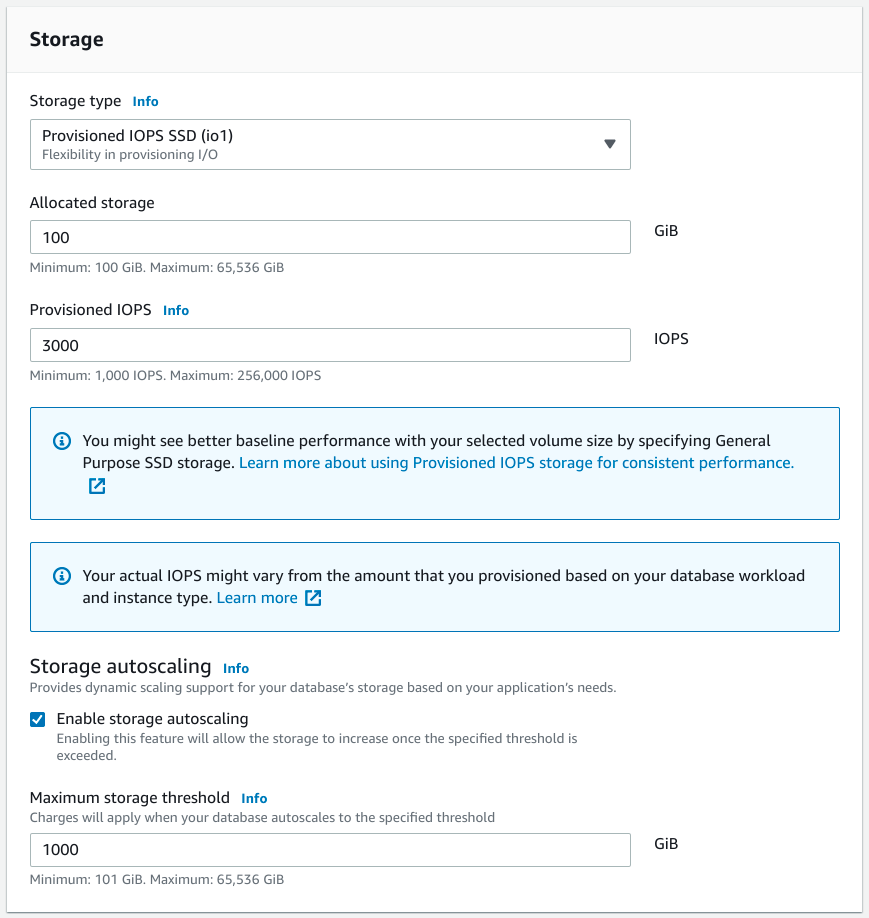 Storage
Storage type Info
Provisioned IOPS SSD (io1)
Flexibility in provisioning I/O
Allocated storage
100
GiB
Minimum: 100 GiB. Maximum: 65,536 GiB
Provisioned IOPS Info
3000
IOPS
Minimum: 1,000 IOPS. Maximum: 256,000 IOPS
You might see better baseline performance with your selected volume size by specifying General
Purpose SSD storage. Learn more about using Provisioned IOPS storage for consistent performance.
Your actual IOPS might vary from the amount that you provisioned based on your database workload
and instance type. Learn more
Storage autoscaling Info
Provides dynamic scaling support for your database’s storage based on your application’s needs.
Enable storage autoscaling
Enabling this feature will allow the storage to increase once the specified threshold is
exceeded.
Maximum storage threshold Info
Charges will apply when your database autoscales to the specified threshold
1000
GiB
Minimum: 101 GiB. Maximum: 65,536 GiB